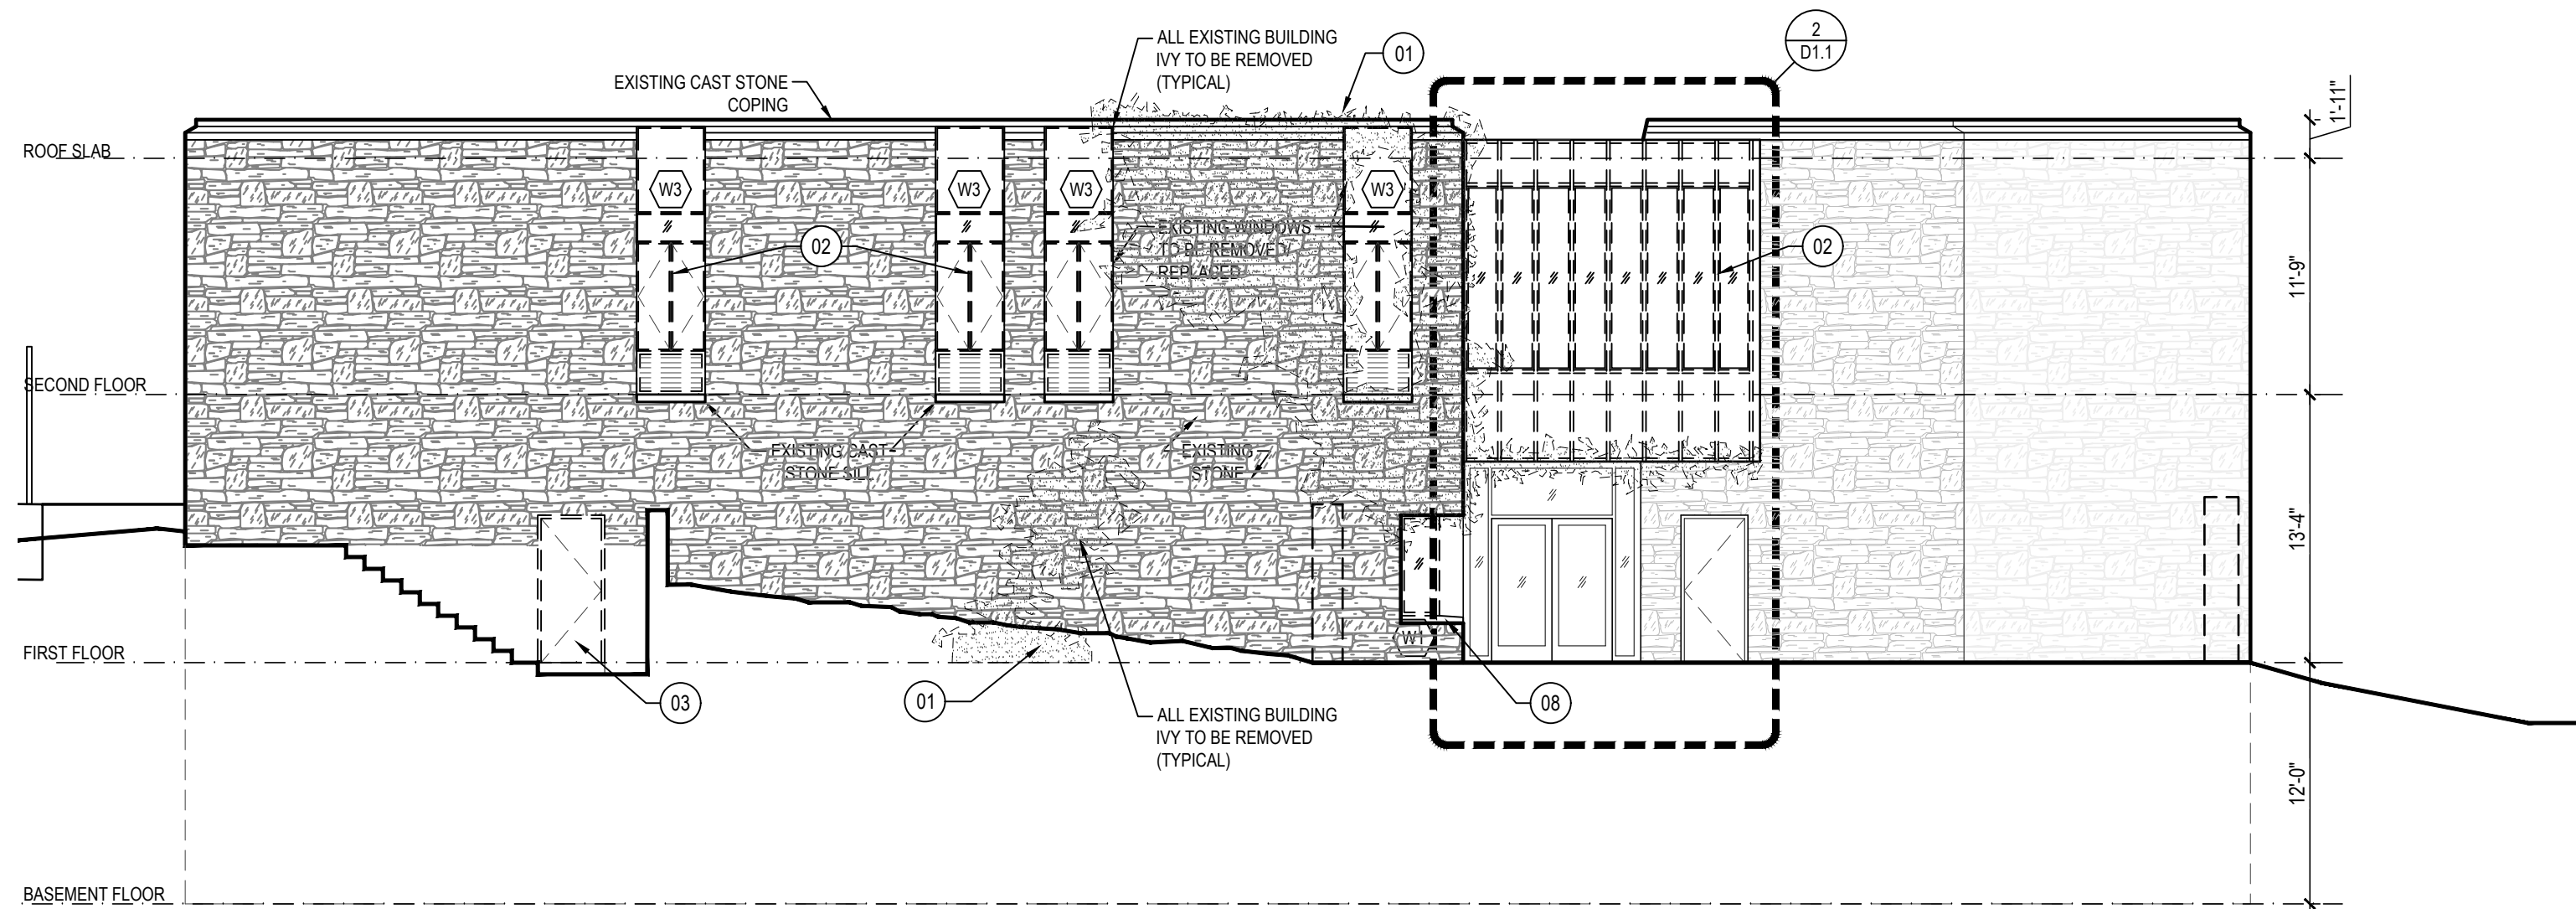 2
D1.1
ALL EXISTING BUILDING
IVY TO BE REMOVED
(TYPICAL)
01
EXISTING CAST STONE
COPING
1'-11"
ROOF SLAB
W3
W3
W3
W3
02
EXISTING WINDOWS
TO BE REMOVED/
REPLACED
02
11'-9"
SECOND FLOOR
EXISTING CAST
STONE SILL
EXISTING
STONE
13'-4"
W1
FIRST FLOOR
03
01
08
ALL EXISTING BUILDING
IVY TO BE REMOVED
(TYPICAL)
12'-0"
BASEMENT FLOOR